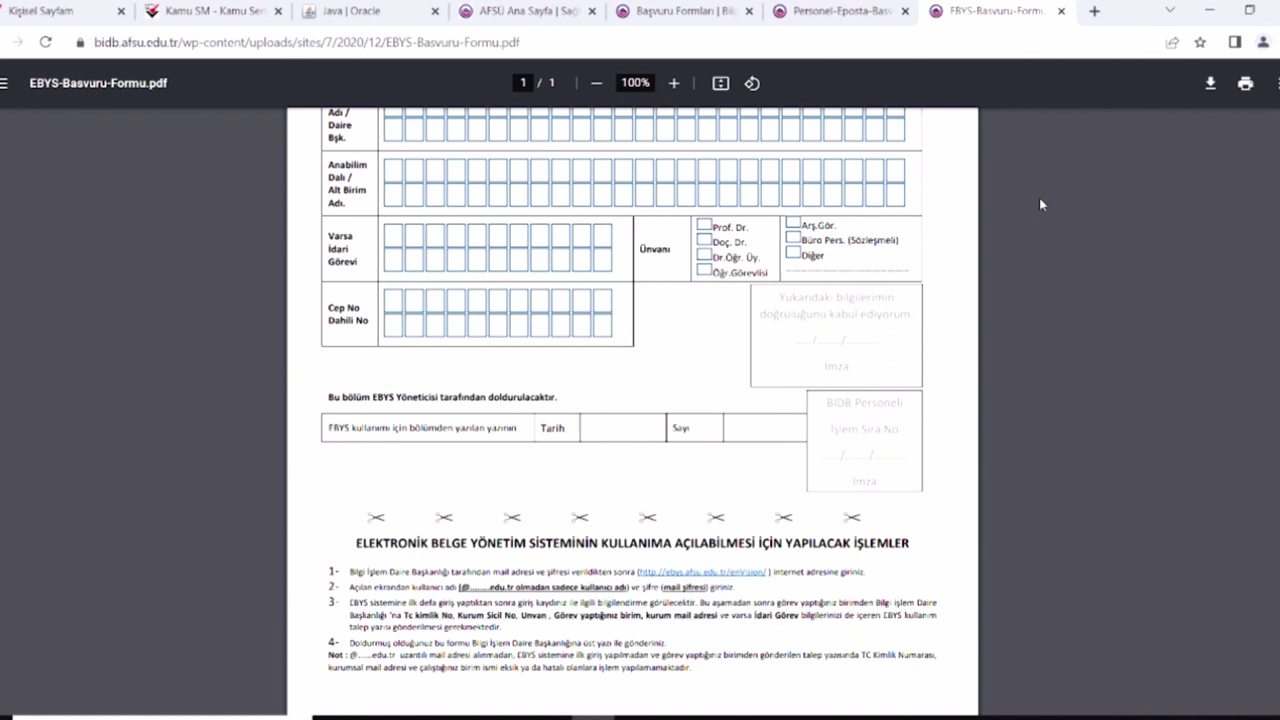 Kişisel Sayfam
Kamu SM - Kamu Ser
Java | Oracle
AFSÜ Ana Sayfa | Sağ
Başvuru Formları | Bilg
Personel-Eposta-Basv
EBYS-Basvuru-Formu
bidb.afsu.edu.tr/wp-content/uploads/sites/7/2020/12/EBYS-Basvuru-Formu.pdf
EBYS-Basvuru-Formu.pdf
1 / 1
100%
Adı /
Daire
Bşk.
Anabilim
Dalı /
Alt Birim
Adı.
Varsa
İdari
Görevi
Ünvanı
Prof. Dr.
Doç. Dr.
Dr.Öğr. Üy.
Öğr.Görevlisi
Arş.Gör.
Büro Pers. (Sözleşmeli)
Diğer
Cep No
Dahili No
Yukarıdaki bilgilerimin
doğruluğunu kabul ediyorum.
..../....../.........
İmza
Bu bölüm EBYS Yöneticisi tarafından doldurulacaktır.
EBYS kullanımı için bölümden yazılan yazının
Tarih
Sayı
BIDB Personeli
İşlem Sıra No
..../...... / .........
İmza
ELEKTRONİK BELGE YÖNETİM SİSTEMİNİN KULLANIMA AÇILABİLMESİ İÇİN YAPILACAK İŞLEMLER
1- Bilgi İşlem Daire Başkanlığı tarafından mail adresi ve şifresi verildikten sonra (http://ebys.afsu.edu.tr/enVision/ ) internet adresine giriniz.
2- Açılan ekrandan kullanıcı adı (@........edu.tr olmadan sadece kullanıcı adı) ve şifre (mail şifresi) giriniz.
3- EBYS sistemine ilk defa giriş yaptıktan sonra giriş kaydınız ile ilgili bilgilendirme görülecektir. Bu aşamadan sonra görev yaptığınız birimden Bilgi işlem Daire
Başkanlığı 'na Tc kimlik No, Kurum Sicil No, Unvan , Görev yaptığınız birim, kurum mail adresi ve varsa İdari Görev bilgilerinizi de içeren EBYS kullanım
talep yazısı gönderilmesi gerekmektedir.
4- Doldurmuş olduğunuz bu formu Bilgi İşlem Daire Başkanlığına üst yazı ile gönderiniz.
Not : @......edu.tr uzantılı mail adresi alınmadan, EBYS sistemine ilk giriş yapılmadan ve görev yaptığınız birimden gönderilen talep yazısında TC Kimlik Numarası,
kurumsal mail adresi ve çalıştığınız birim ismi eksik ya da hatalı olanlara işlem yapılamamaktadır.